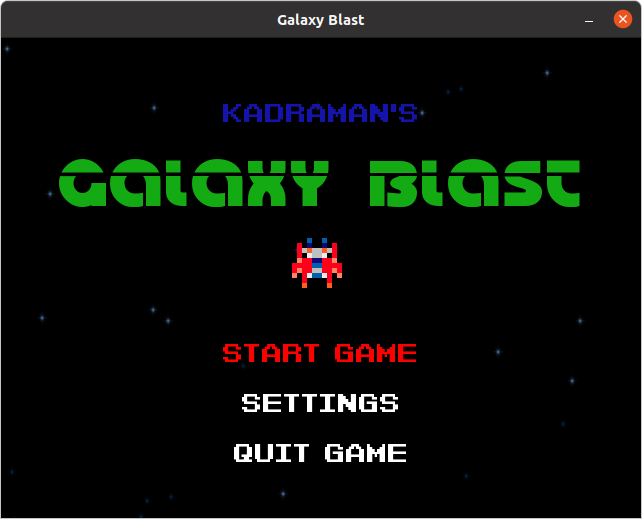 Galaxy Blast
KADRAMAN'S
GALAXY BLAST
START GAME
SETTINGS
QUIT GAME